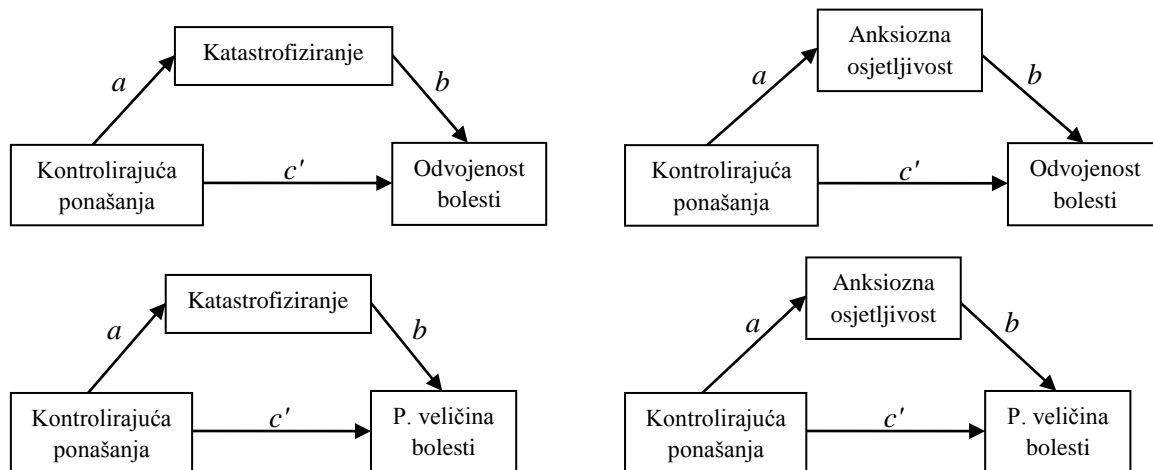 Katastrofiziranje
a
b
Kontrolirajuća
ponašanja
c'
Odvojenost
bolesti
Anksiozna
osjetljivost
a
b
Kontrolirajuća
ponašanja
c'
Odvojenost
bolesti
Katastrofiziranje
a
b
Kontrolirajuća
ponašanja
c'
P. veličina
bolesti
Anksiozna
osjetljivost
a
b
Kontrolirajuća
ponašanja
c'
P. veličina
bolesti